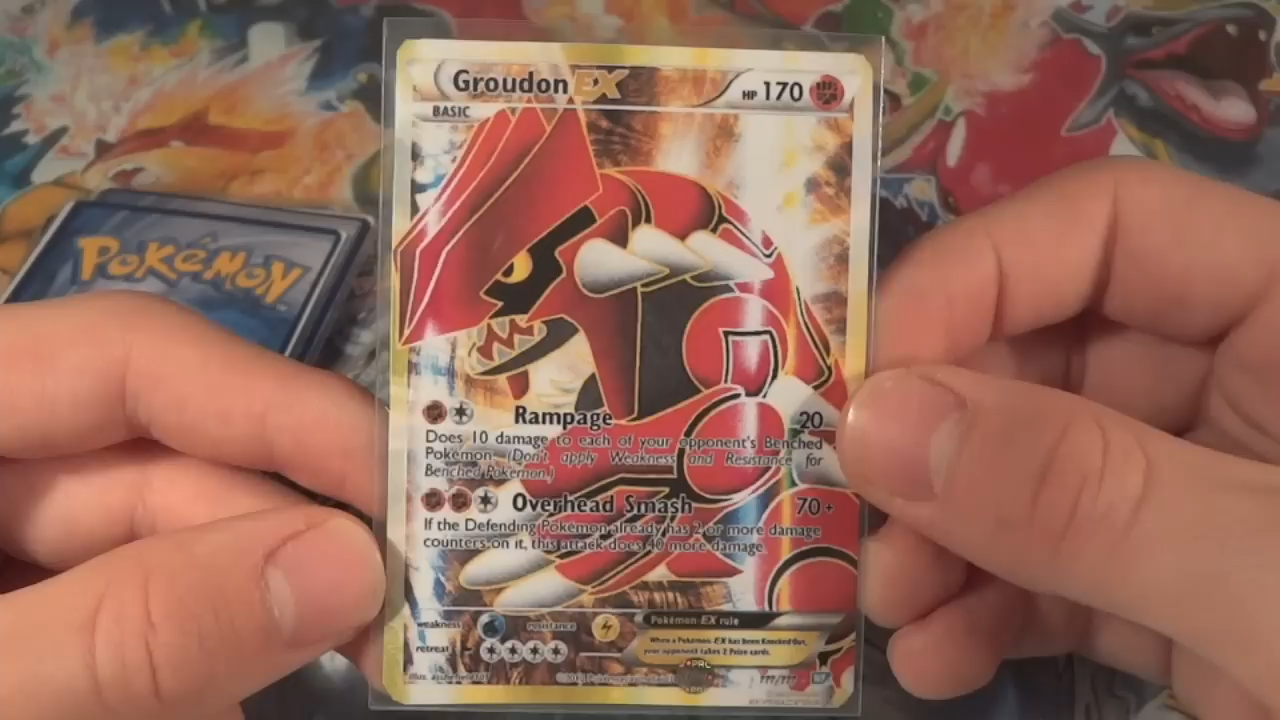 Groudon EX
HP 170
BASIC
POKéMON
Rampage 20
Does 10 damage to each of your opponent's Benched
Pokémon. (Don't apply Weakness and Resistance for
Benched Pokémon.)
Overhead Smash 70+
If the Defending Pokémon already has 2 or more damage
counters on it, this attack does 40 more damage.
weakness resistance
Pokémon EX rule
retreat
When a Pokémon EX has been Knocked Out,
your opponent takes 2 Prize cards.
PRC
???/???